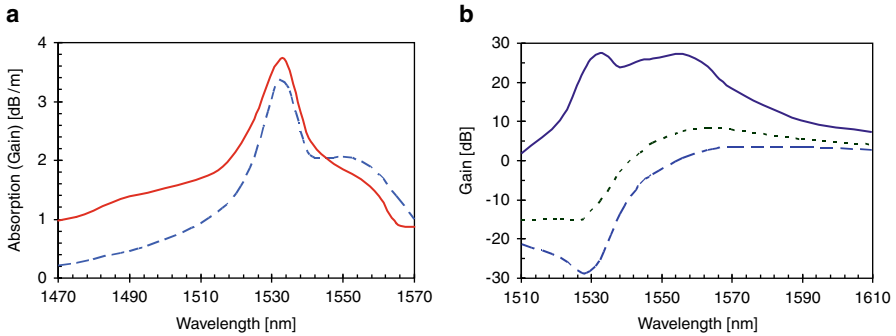 a
Absorption (Gain) [dB/m]
4
3
2
1
0
1470 1490 1510 1530 1550 1570
Wavelength [nm]
b
Gain [dB]
30
20
10
0
-10
-20
-30
1510 1530 1550 1570 1590 1610
Wavelength [nm]